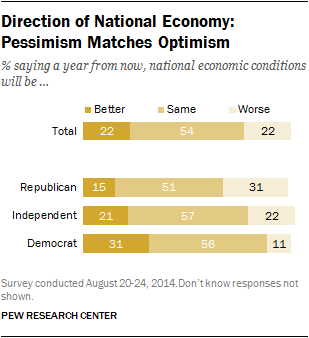 Direction of National Economy:
Pessimism Matches Optimism
% saying a year from now, national economic conditions
will be ...
Better Same Worse
Total 22 54 22
Republican 15 51 31
Independent 21 57 22
Democrat 31 56 11
Survey conducted August 20-24, 2014. Don't know responses not
shown.
PEW RESEARCH CENTER